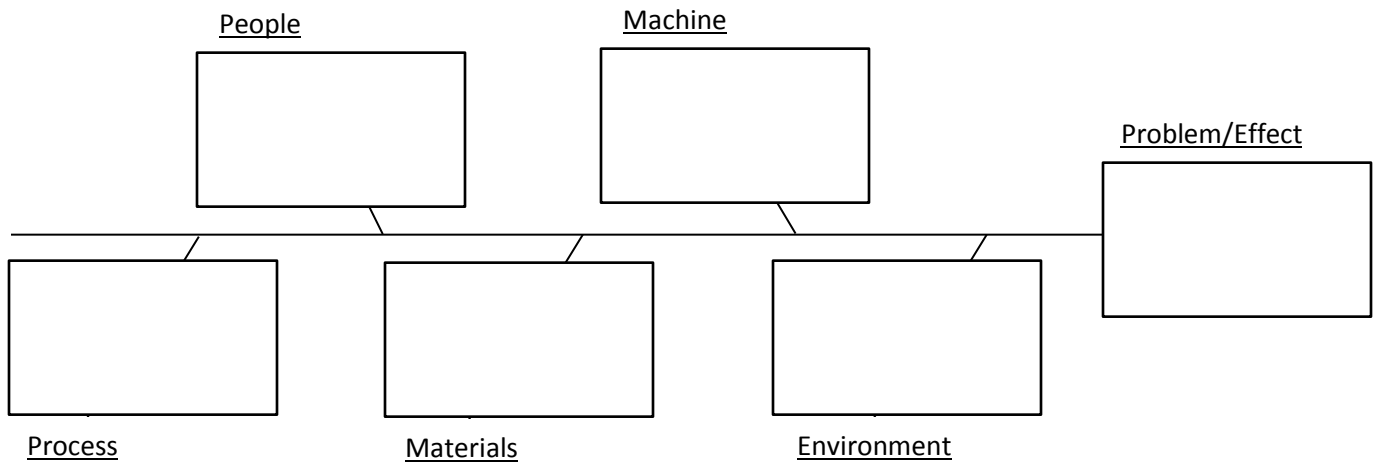 People
Machine
Problem/Effect
Process
Materials
Environment